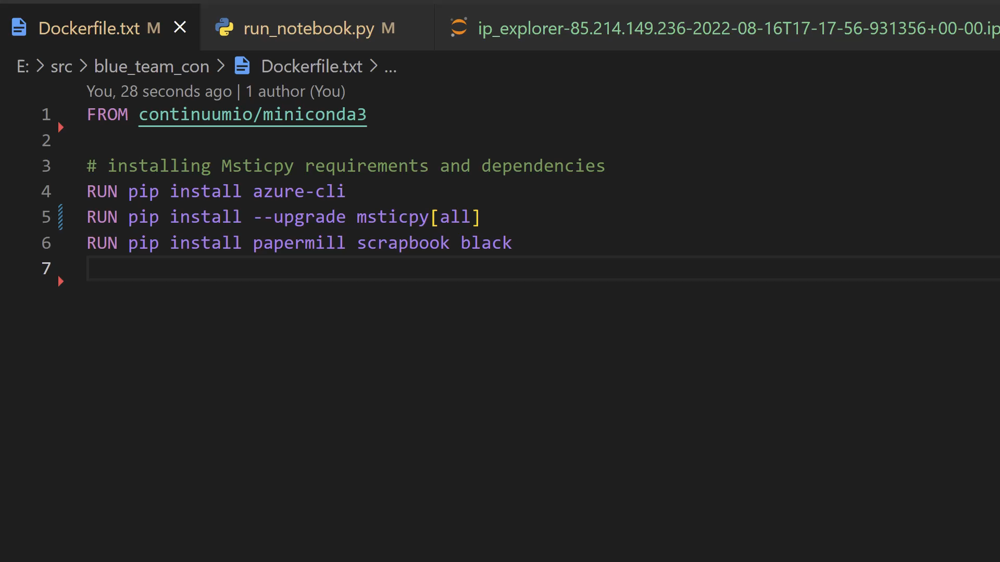 Dockerfile.txt M
run_notebook.py M
ip_explorer-85.214.149.236-2022-08-16T17-17-56-931356+00-00.ip
E: > src > blue_team_con > Dockerfile.txt > ...
You, 28 seconds ago | 1 author (You)
1 FROM continuumio/miniconda3
2
3 # installing Msticpy requirements and dependencies
4 RUN pip install azure-cli
5 RUN pip install --upgrade msticpy[all]
6 RUN pip install papermill scrapbook black
7